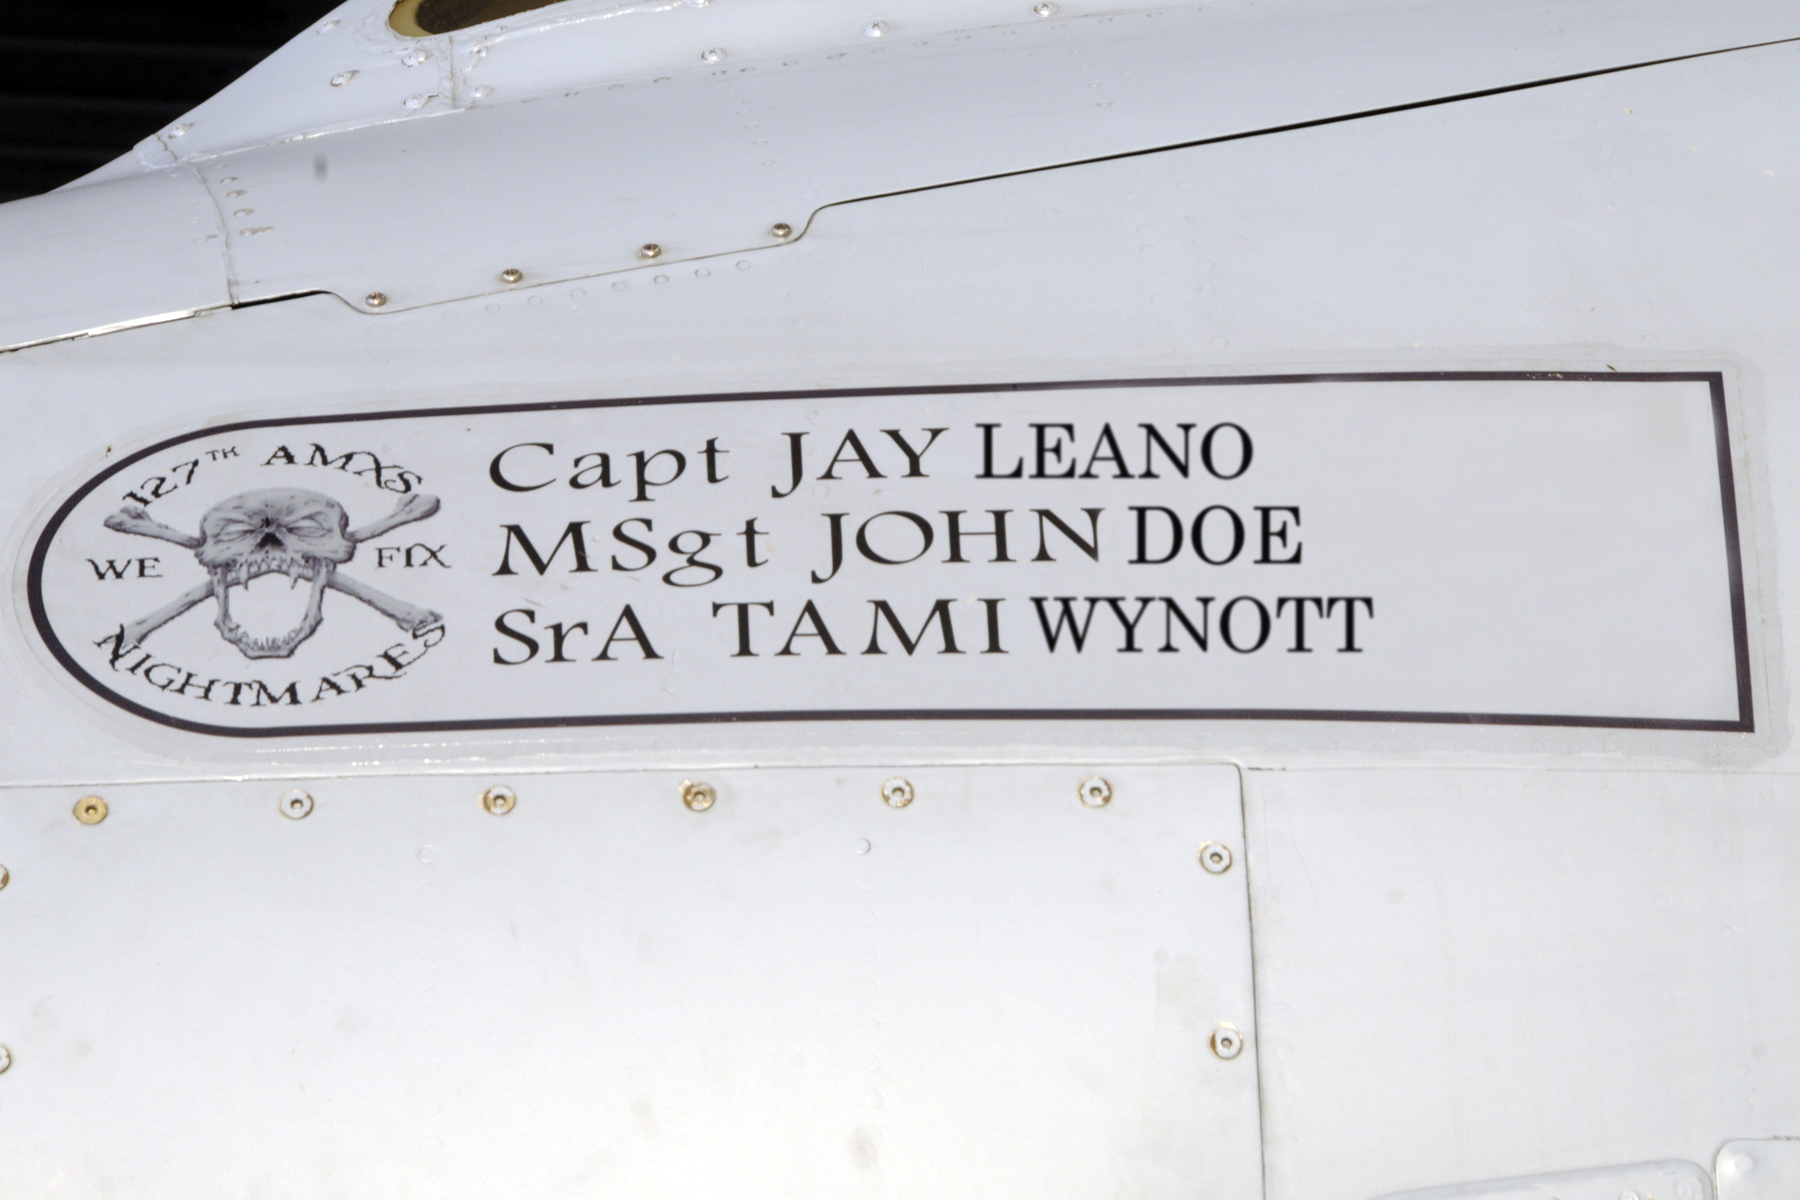 127TH AMXS
WE FIX
NIGHTMARES
Capt JAY LEANO
MSgt JOHN DOE
SrA TAMI WYNOTT